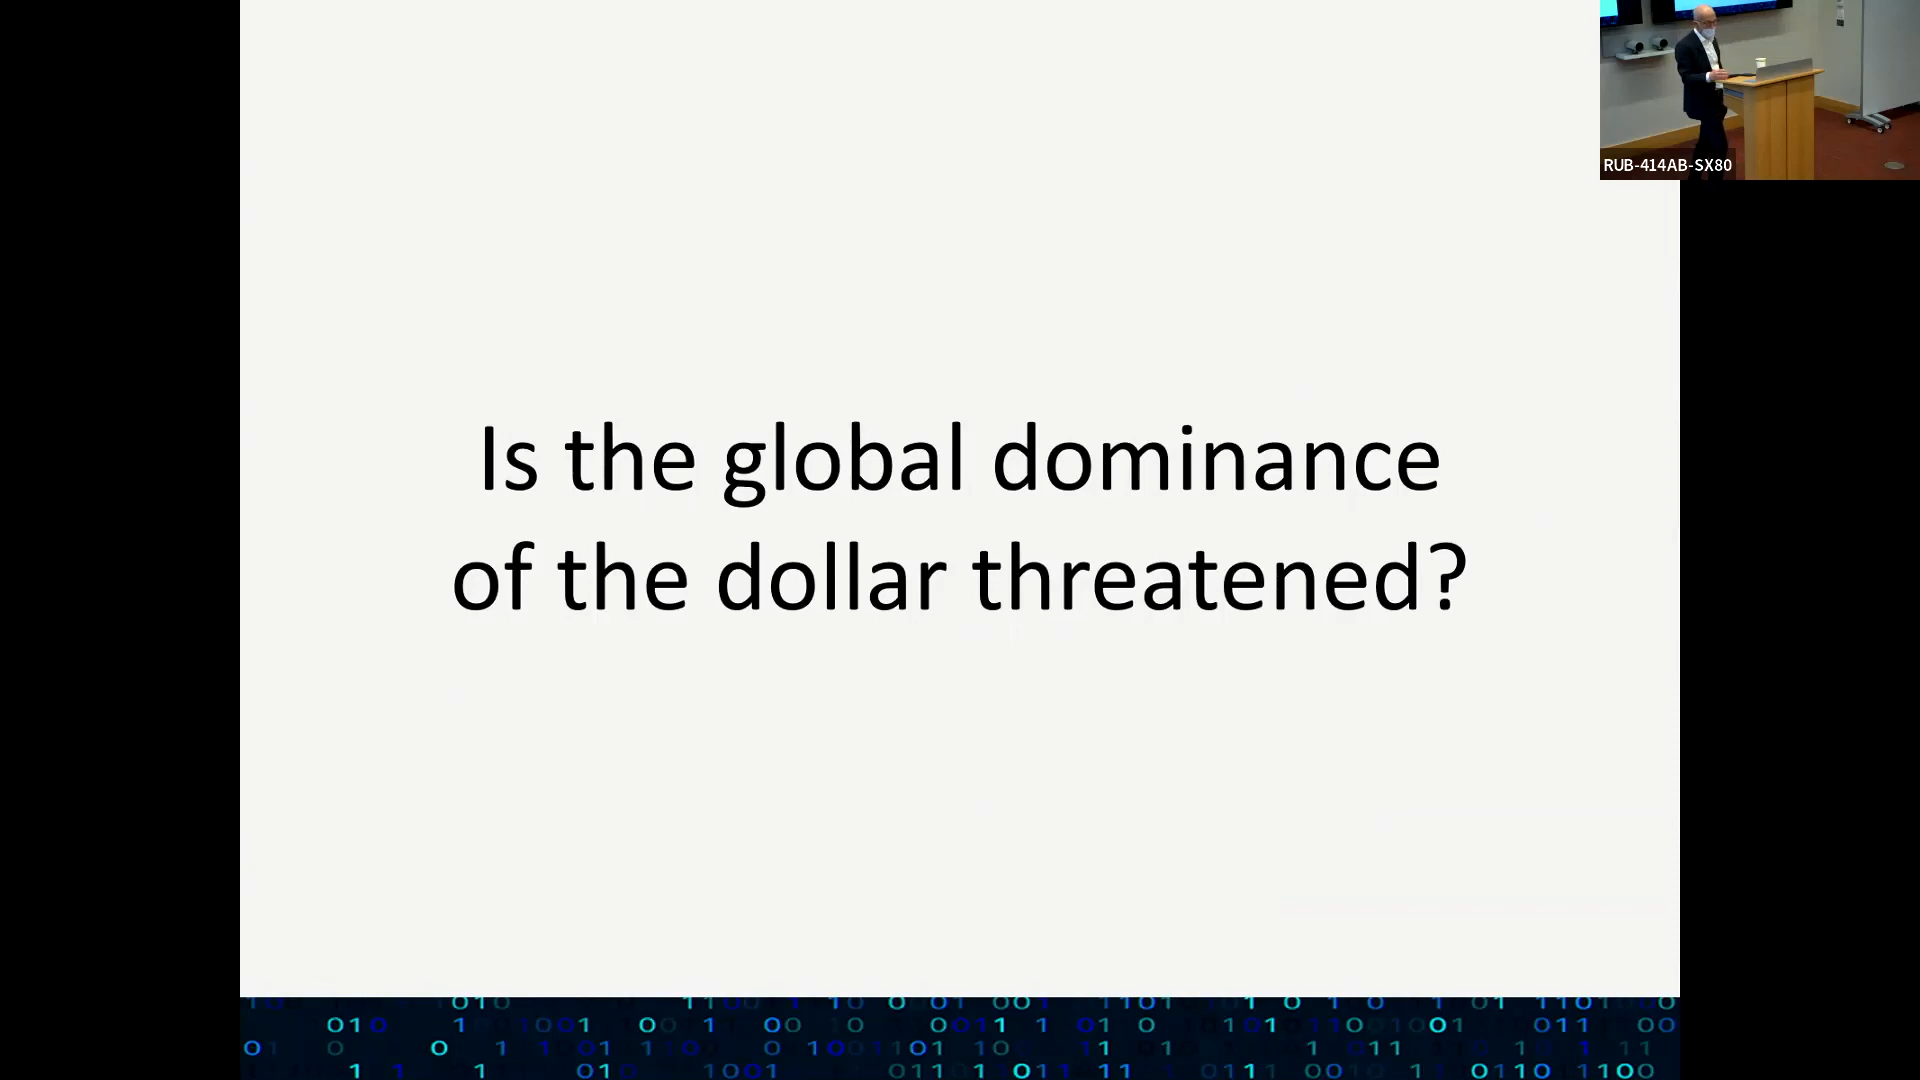 RUB-414AB-SX80
Is the global dominance
of the dollar threatened?